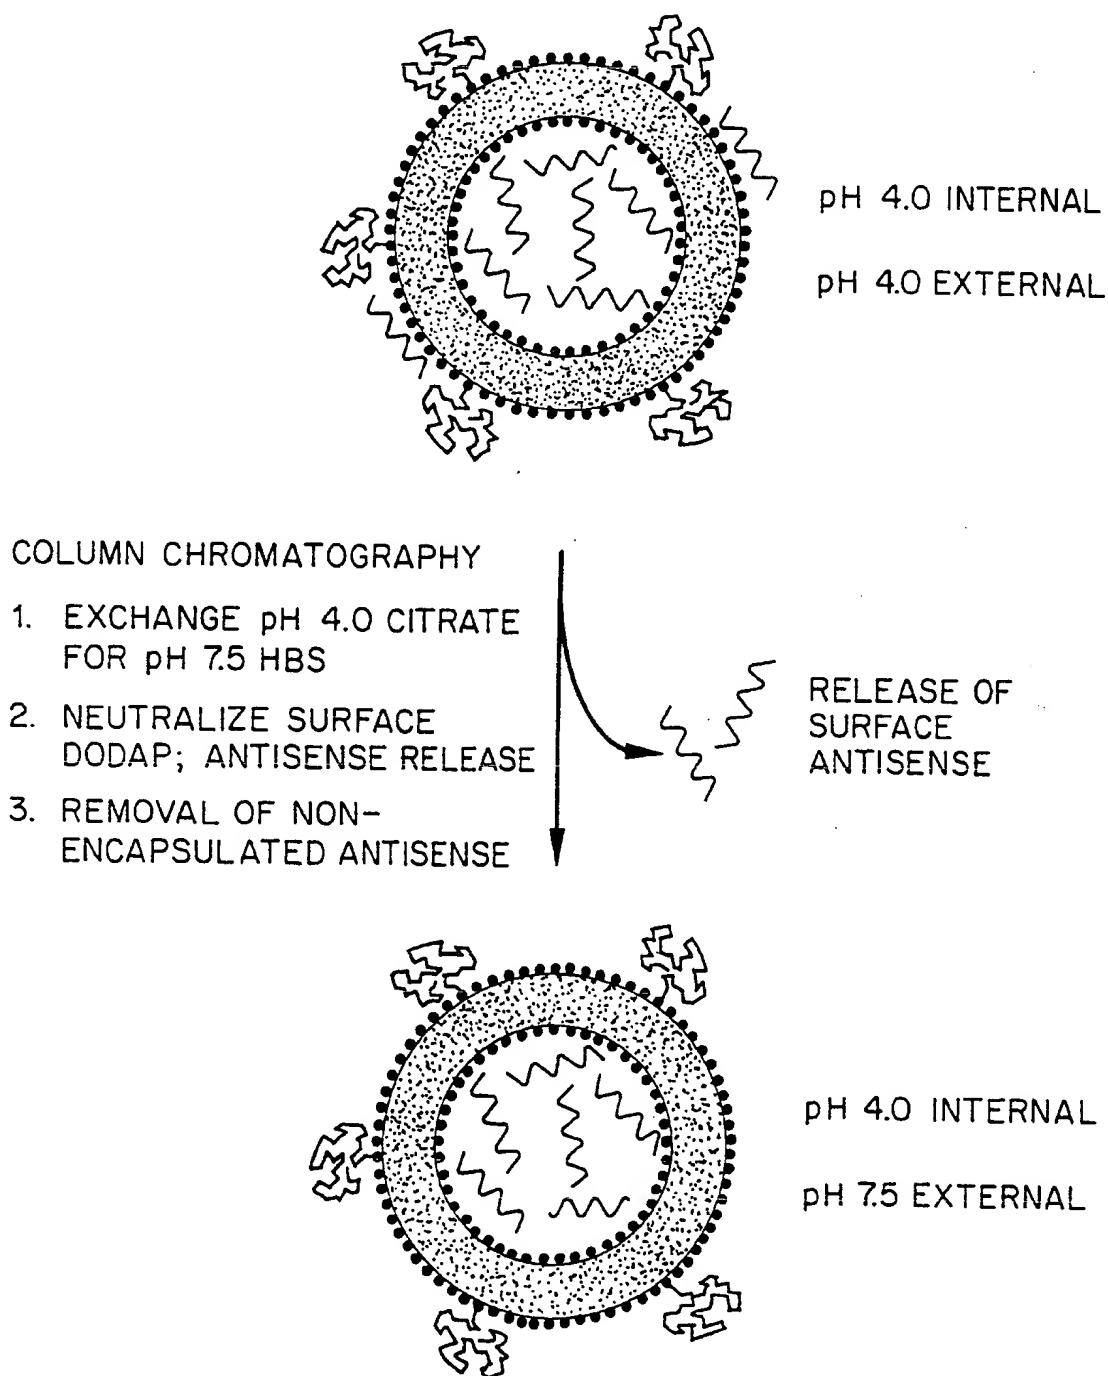 pH 4.0 INTERNAL
pH 4.0 EXTERNAL
COLUMN CHROMATOGRAPHY
1. EXCHANGE pH 4.0 CITRATE
FOR pH 7.5 HBS
2. NEUTRALIZE SURFACE
DODAP; ANTISENSE RELEASE
3. REMOVAL OF NON-
ENCAPSULATED ANTISENSE
RELEASE OF
SURFACE
ANTISENSE
pH 4.0 INTERNAL
pH 7.5 EXTERNAL